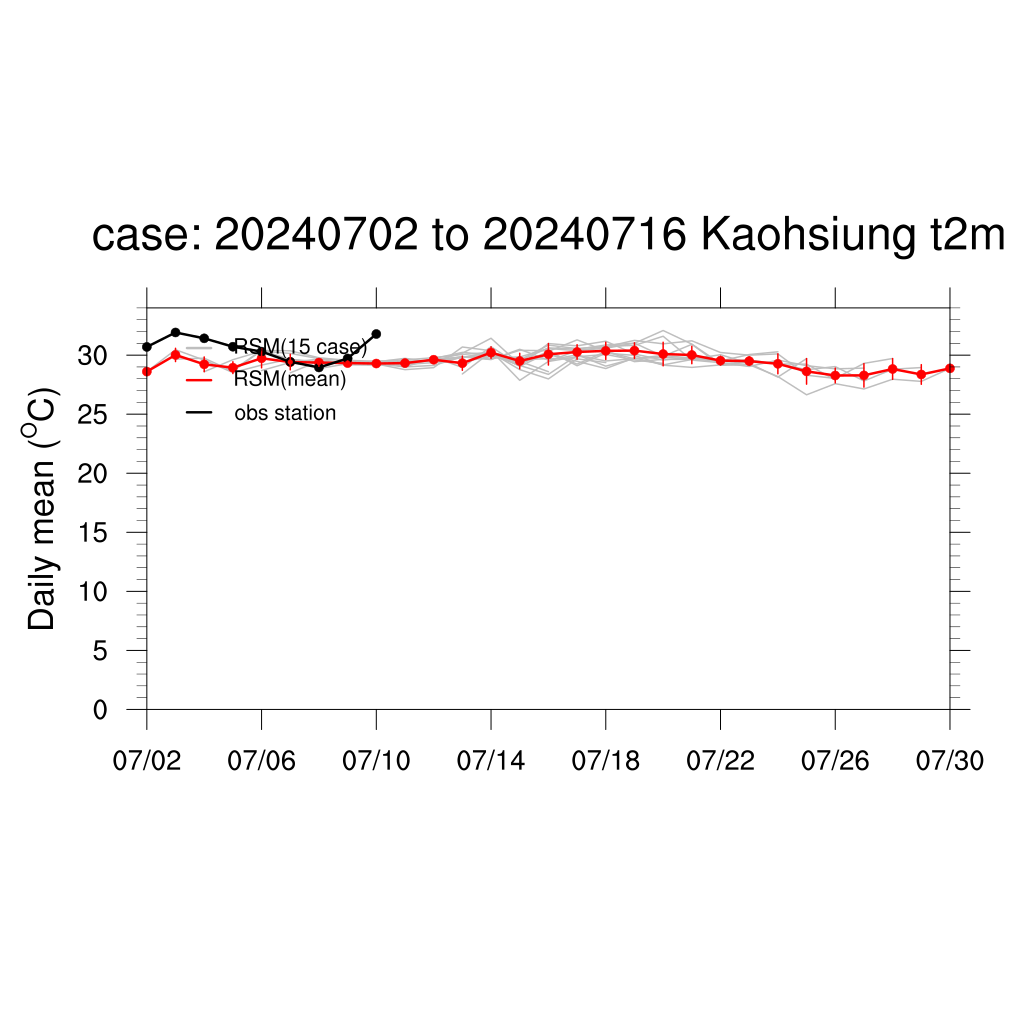 case: 20240702 to 20240716 Kaohsiung t2m
Daily mean (°C)
30
25
20
15
10
5
0
RSM(15 case)
RSM(mean)
obs station
07/02 07/06 07/10 07/14 07/18 07/22 07/26 07/30